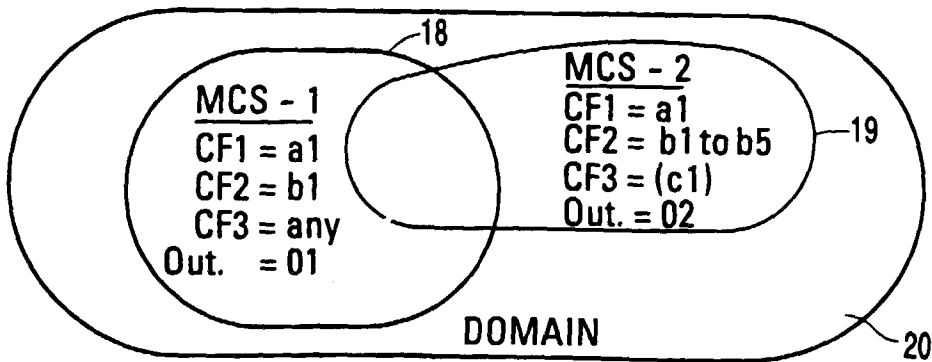 18
MCS - 1
CF1 = a1
CF2 = b1
CF3 = any
Out. = 01
MCS - 2
CF1 = a1
CF2 = b1 to b5
CF3 = (c1)
Out. = 02
19
DOMAIN
20